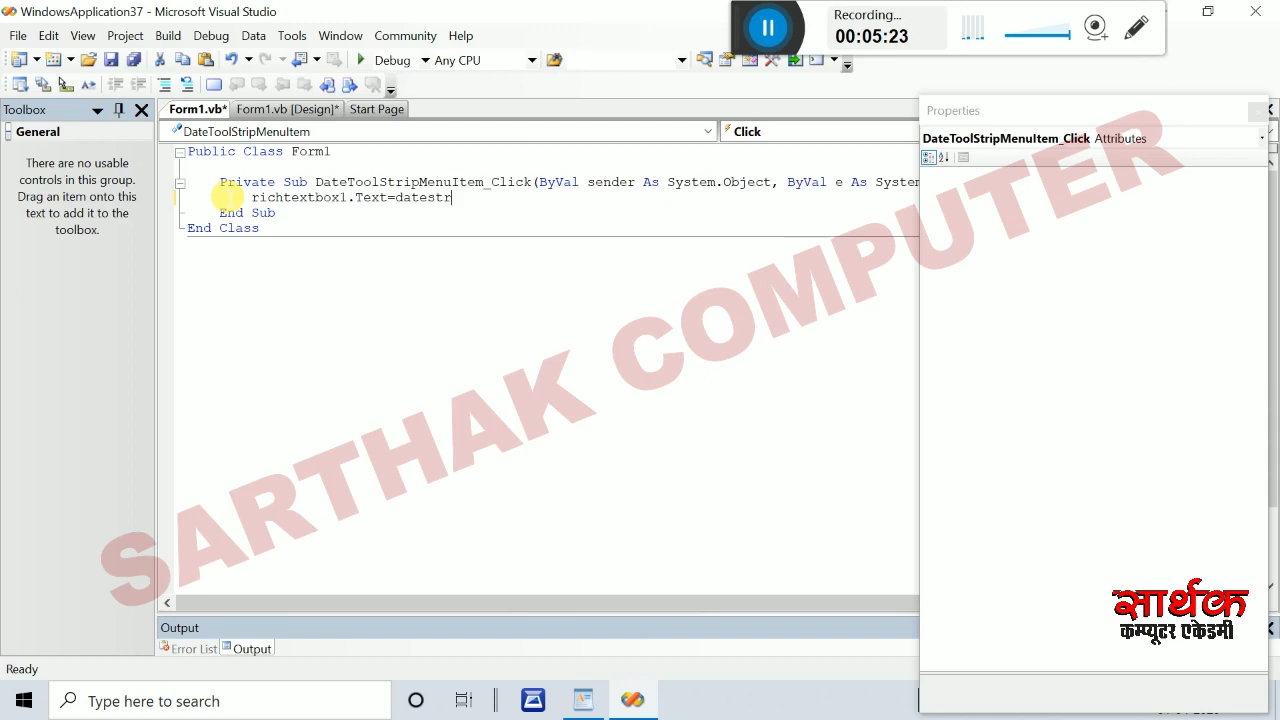 WindowsApplication37 - Microsoft Visual Studio
Recording...
00:05:23
File Edit View Project Build Debug Data Tools Window Community Help
Debug Any CPU
Toolbox
Form1.vb* Form1.vb [Design]* Start Page
Properties
General
DateToolStripMenuItem
Click
DateToolStripMenuItem_Click Attributes
There are no usable
controls in this group.
Drag an item onto this
text to add it to the
toolbox.
Public Class Form1
Private Sub DateToolStripMenuItem_Click(ByVal sender As System.Object, ByVal e As System
richtextbox1.Text=datestr
End Sub
End Class
SARTHAK COMPUTER
सार्थक
कम्प्यूटर एकेडमी
Output
Error List Output
Ready
Type here to search